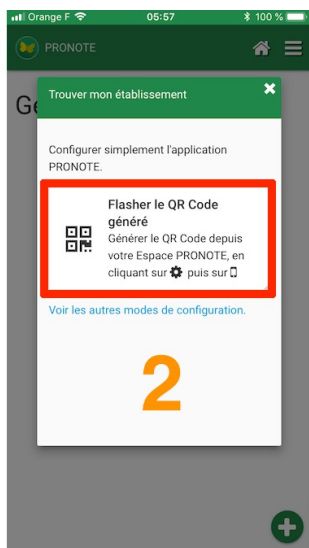 Orange F 05:57 100 %
PRONOTE
Ge
Trouver mon établissement
Configurer simplement l'application
PRONOTE.
Flasher le QR Code
généré
Générer le QR Code depuis
votre Espace PRONOTE, en
cliquant sur puis sur
Voir les autres modes de configuration.
2